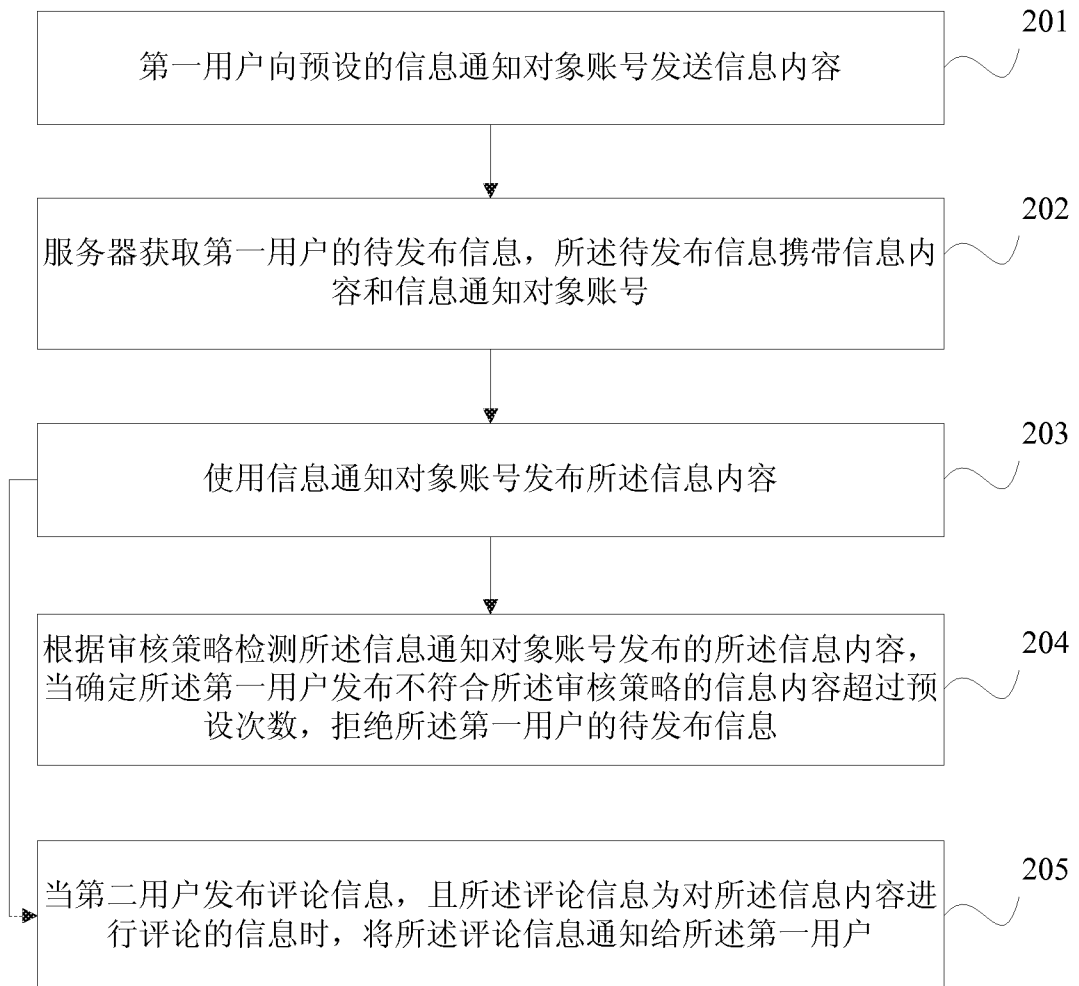 201
第一用户向预设的信息通知对象账号发送信息内容
202
服务器获取第一用户的待发布信息，所述待发布信息携带信息内
容和信息通知对象账号
203
使用信息通知对象账号发布所述信息内容
204
根据审核策略检测所述信息通知对象账号发布的所述信息内容，
当确定所述第一用户发布不符合所述审核策略的信息内容超过预
设次数，拒绝所述第一用户的待发布信息
205
当第二用户发布评论信息，且所述评论信息为对所述信息内容进
行评论的信息时，将所述评论信息通知给所述第一用户